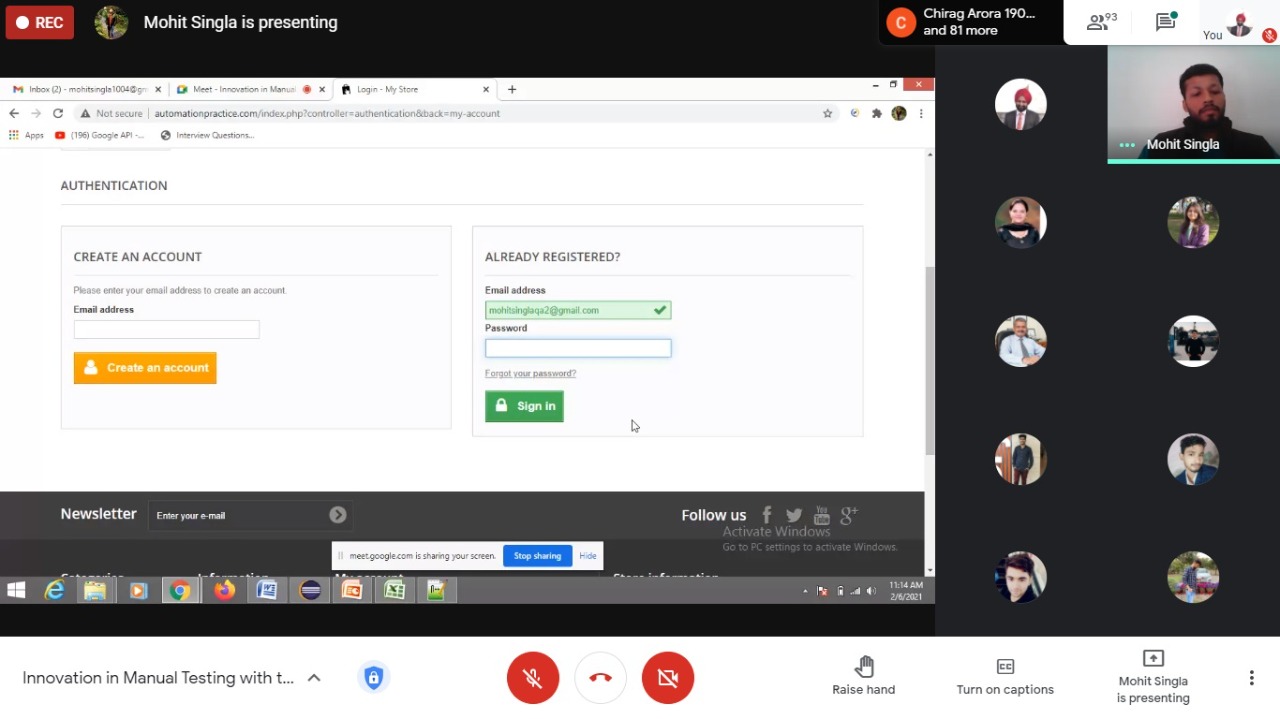 REC
Mohit Singla is presenting
C
Chirag Arora 190...
and 81 more
93
You
Inbox (2) - mohitsingla1004@gm
Meet - Innovation in Manual
Login - My Store
Not secure
automationpractice.com/index.php?controller=authentication&back=my-account
Apps
(196) Google API -...
Interview Questions...
Mohit Singla
AUTHENTICATION
CREATE AN ACCOUNT
Please enter your email address to create an account.
Email address
Create an account
ALREADY REGISTERED?
Email address
mohitsinglaqa2@gmail.com
Password
Forgot your password?
Sign in
Newsletter
Enter your e-mail
Follow us
Activate Windows
Go to PC settings to activate Windows.
meet.google.com is sharing your screen.
Stop sharing
Hide
Categories
Information
My account
Store information
11:14 AM
2/6/2021
Innovation in Manual Testing with t...
Raise hand
Turn on captions
Mohit Singla
is presenting